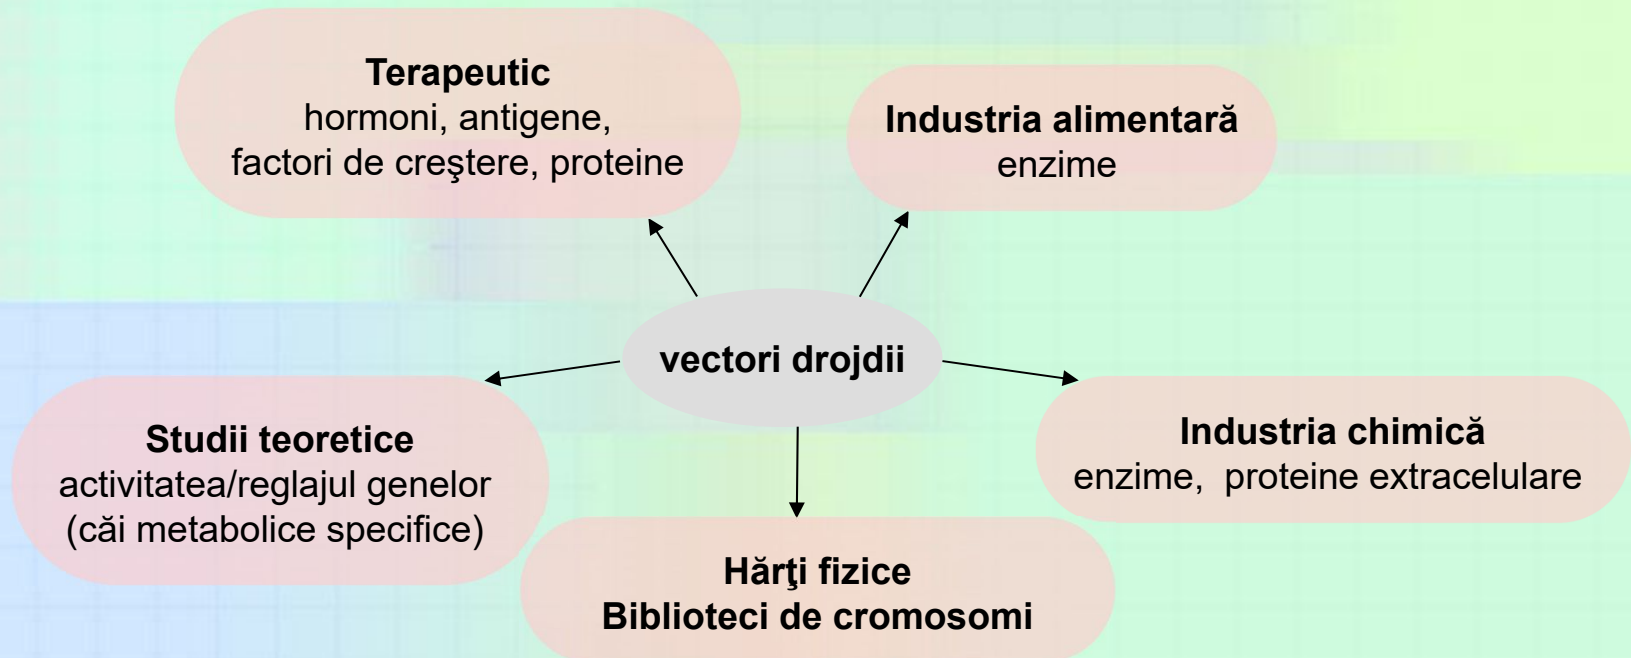 Terapeutic
hormoni, antigene,
factori de creştere, proteine
Industria alimentară
enzime
vectori drojdii
Studii teoretice
activitatea/reglajul genelor
(căi metabolice specifice)
Industria chimică
enzime,  proteine extracelulare
Hărţi fizice
Biblioteci de cromosomi